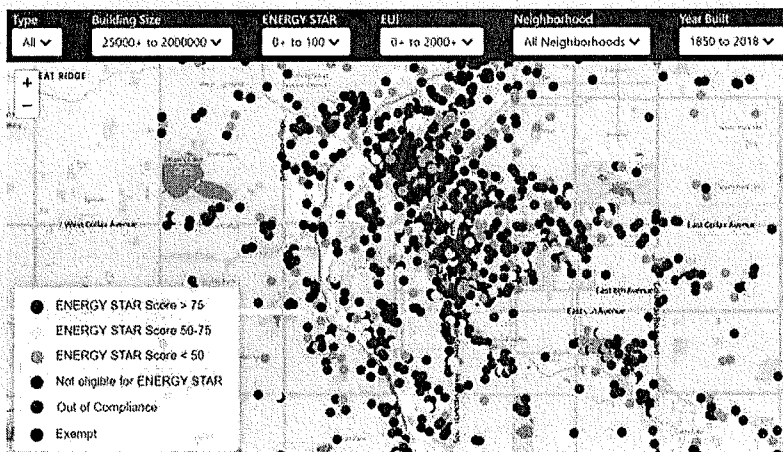 Type
Building Size
ENERGY STAR
EUI
Neighborhood
Year Built
All
25000+ to 2000000
0+ to 100+
0+ to 2000+
All Neighborhoods
1850 to 2018
+
EAT RIDGE
−
West Colfax Avenue
East Colfax Avenue
East 6th Avenue
ENERGY STAR Score > 75
ENERGY STAR Score 50-75
ENERGY STAR Score < 50
Not eligible for ENERGY STAR
Out of Compliance
Exempt